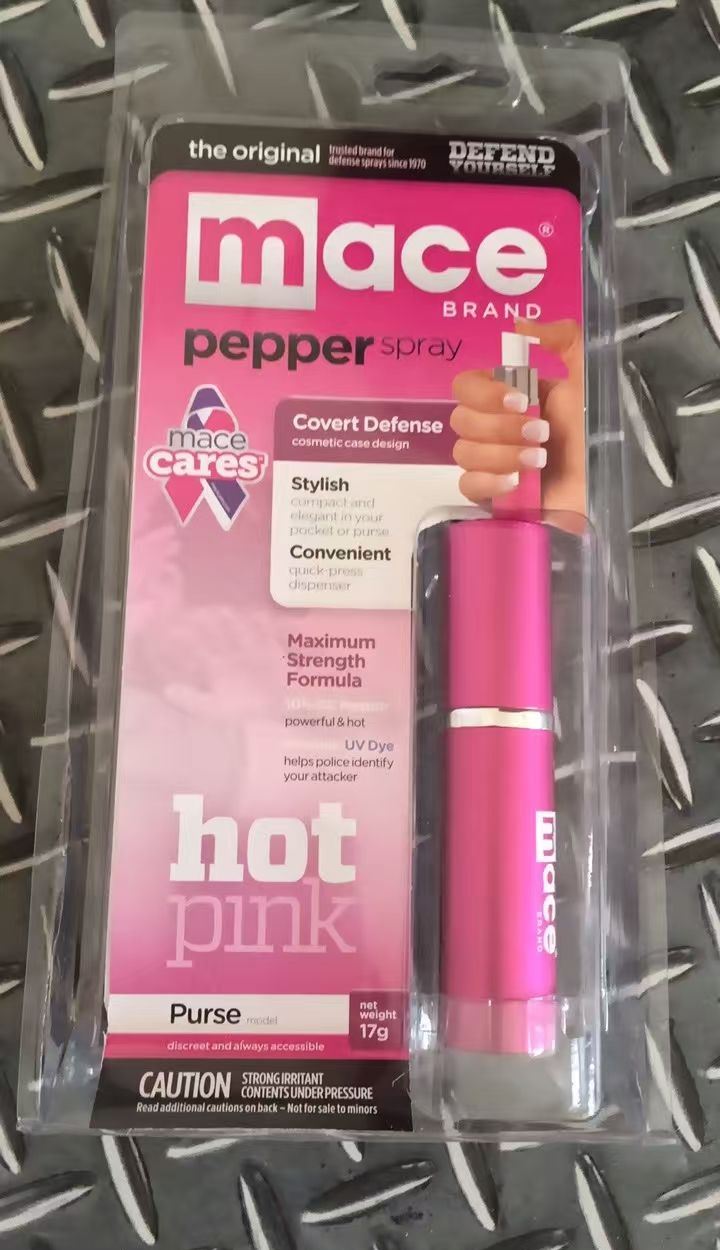 the original
trusted brand for
defense sprays since 1970
DEFEND
YOURSELF
mace®
BRAND
pepper spray
mace
cares
Covert Defense
cosmetic case design
Stylish
compact and
elegant in your
pocket or purse
Convenient
quick-press
dispenser
Maximum
Strength
Formula
powerful & hot
UV Dye
helps police identify
your attacker
hot
pink
mace
BRAND
Purse model
net
weight
17g
discreet and always accessible
CAUTION
STRONG IRRITANT
CONTENTS UNDER PRESSURE
Read additional cautions on back – Not for sale to minors